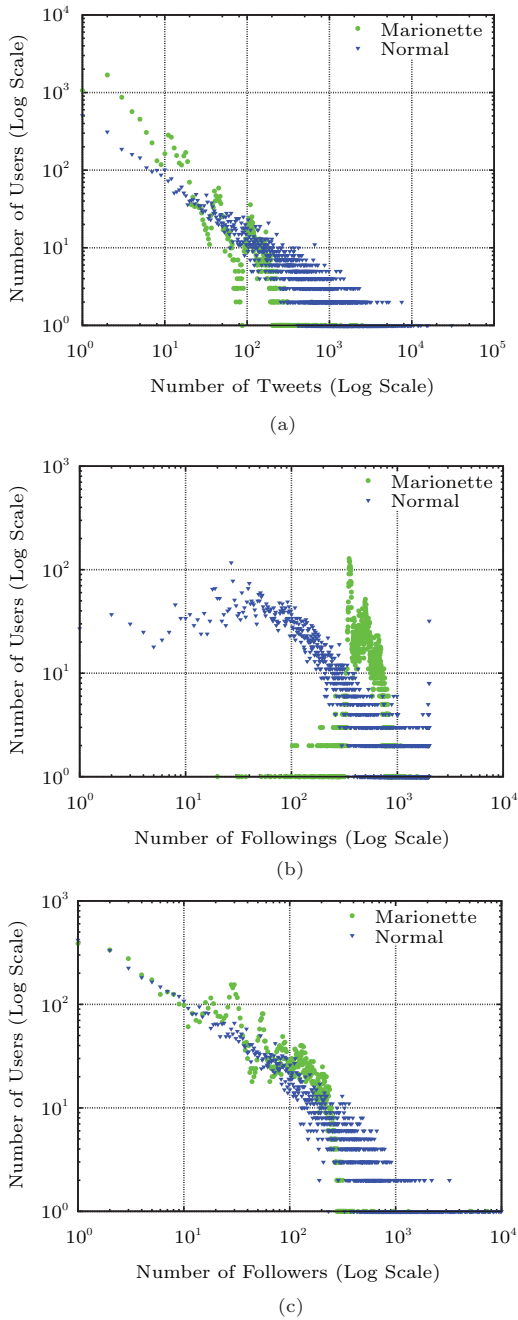 10^4
Marionette
Normal
10^3
10^2
10^1
10^0
Number of Users (Log Scale)
10^0 10^1 10^2 10^3 10^4 10^5
Number of Tweets (Log Scale)
(a)
10^3
Marionette
Normal
10^2
10^1
10^0
Number of Users (Log Scale)
10^0 10^1 10^2 10^3 10^4
Number of Followings (Log Scale)
(b)
10^3
Marionette
Normal
10^2
10^1
10^0
Number of Users (Log Scale)
10^0 10^1 10^2 10^3 10^4
Number of Followers (Log Scale)
(c)